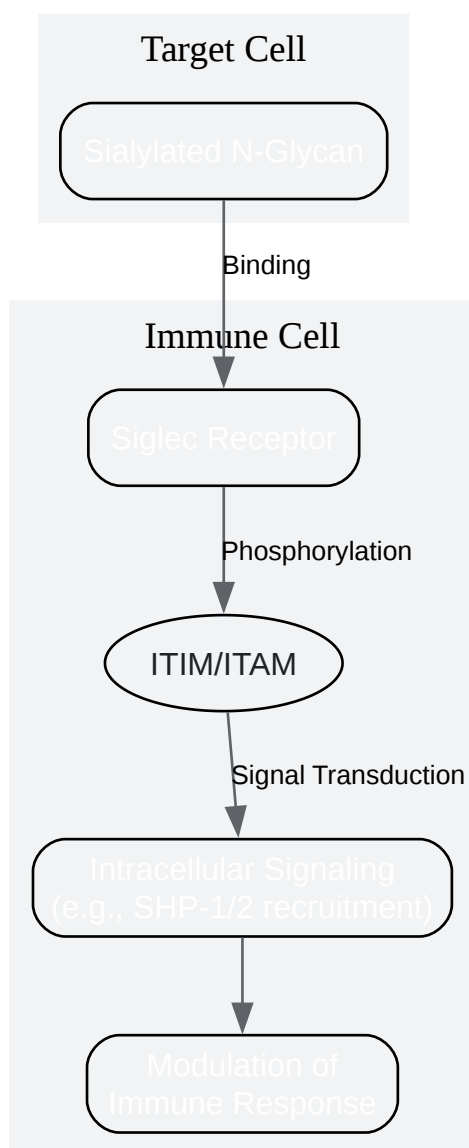 Target Cell
Sialylated N-Glycan
Binding
Immune Cell
Siglec Receptor
Phosphorylation
ITIM/ITAM
Signal Transduction
Intracellular Signaling
(e.g., SHP-1/2 recruitment)
Modulation of
Immune Response